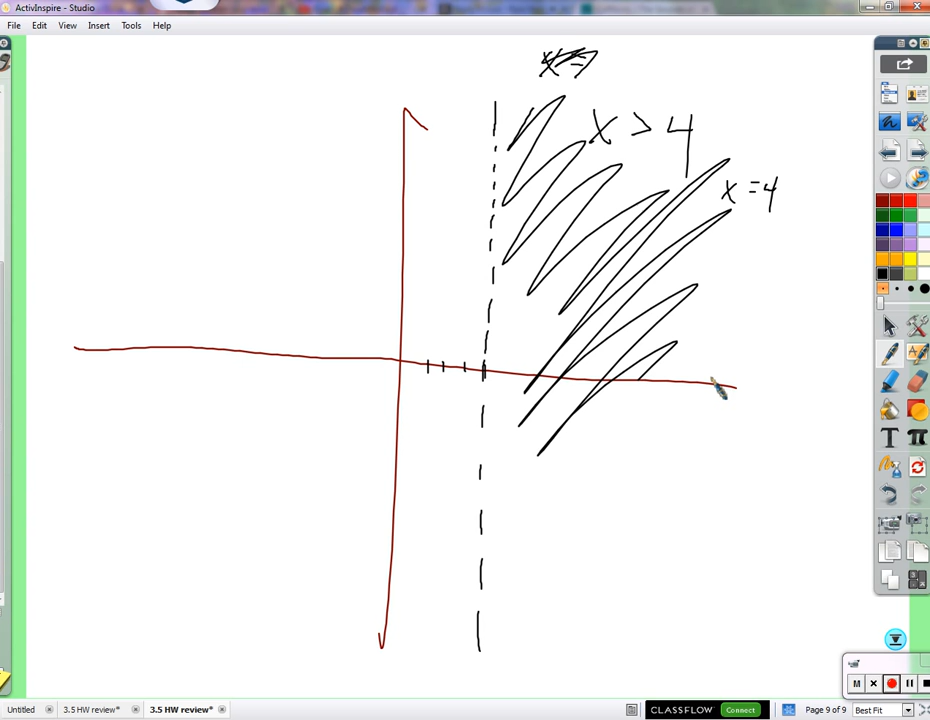 ActivInspire - Studio
File Edit View Insert Tools Help
x =
x > 4
x = 4
M
Untitled 3.5 HW review* 3.5 HW review*
CLASSFLOW Connect Page 9 of 9 Best Fit